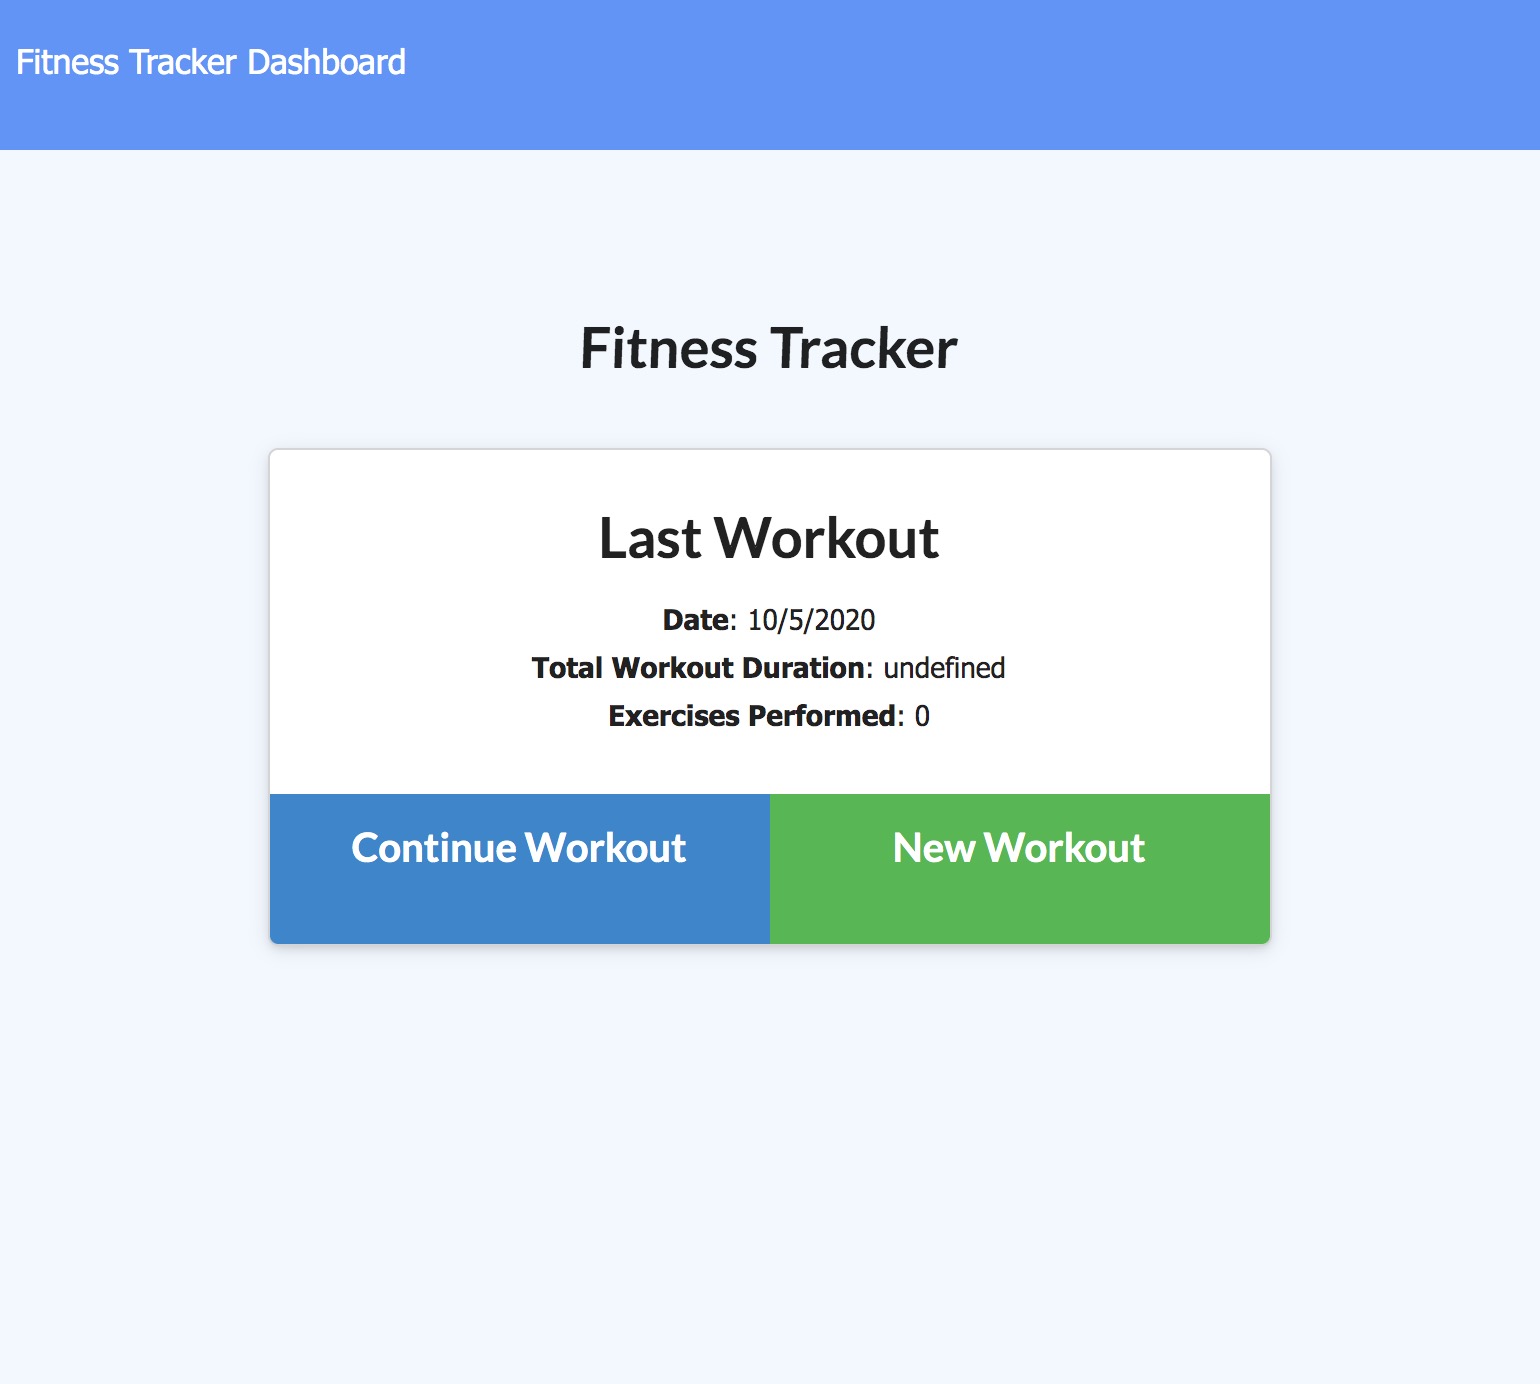 Fitness Tracker Dashboard
Fitness Tracker
Last Workout
Date: 10/5/2020
Total Workout Duration: undefined
Exercises Performed: 0
Continue Workout
New Workout